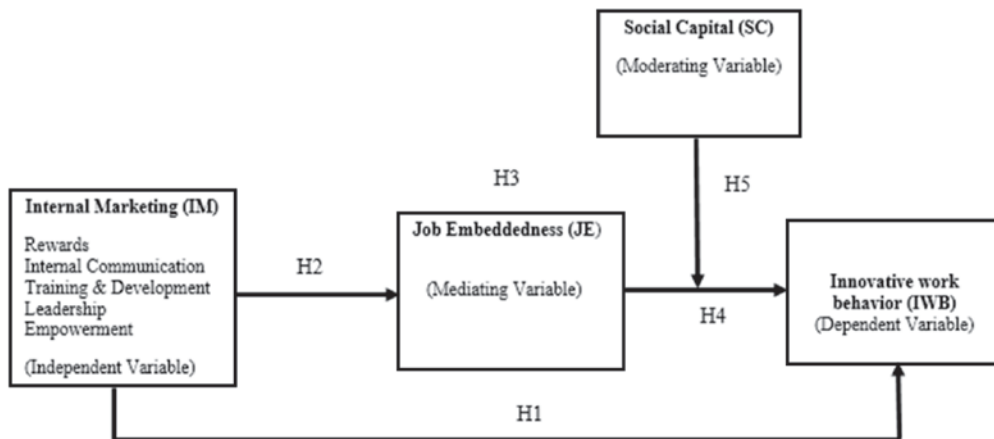 Social Capital (SC)
(Moderating Variable)
H3
H5
Internal Marketing (IM)
Rewards
Internal Communication
Training & Development
Leadership
Empowerment
(Independent Variable)
H2
Job Embeddedness (JE)
(Mediating Variable)
H4
Innovative work
behavior (IWB)
(Dependent Variable)
H1